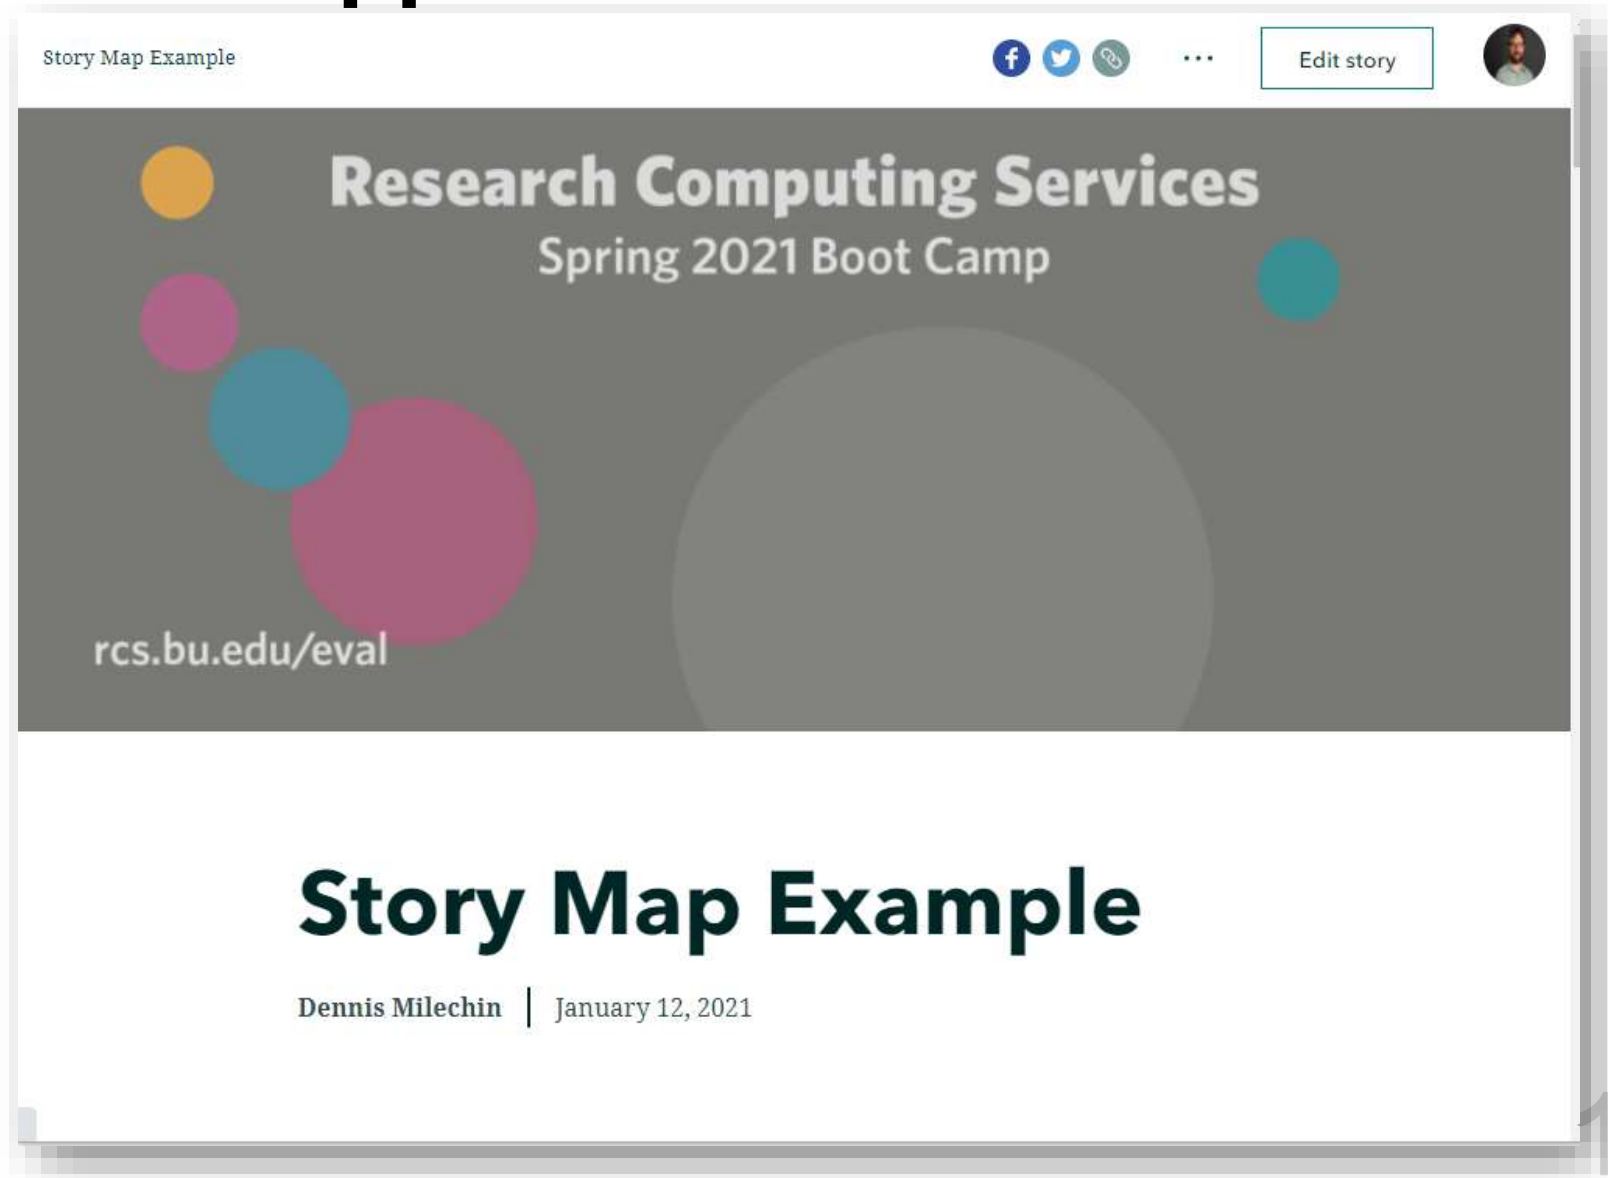 Story Map Example
Edit story
Research Computing Services
Spring 2021 Boot Camp
rcs.bu.edu/eval
Story Map Example
Dennis Milechin
January 12, 2021